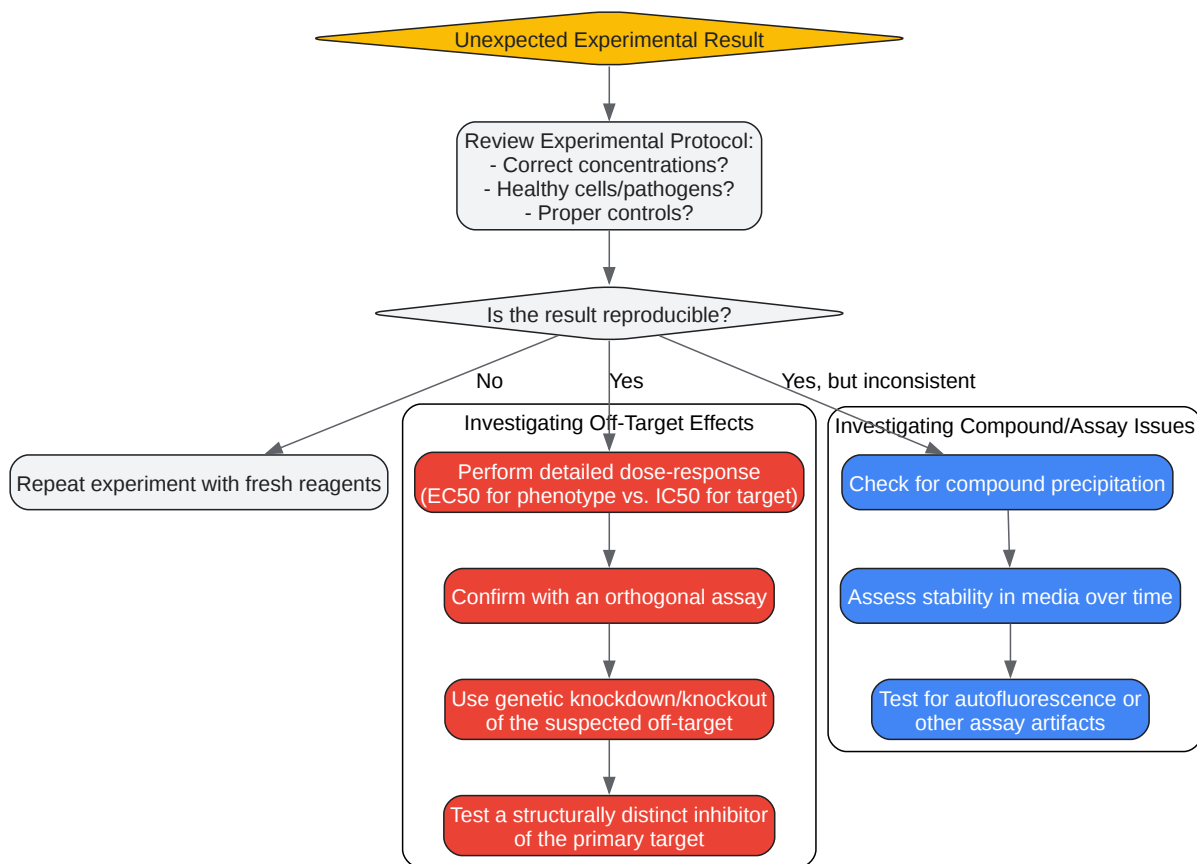 Unexpected Experimental Result
Review Experimental Protocol:
- Correct concentrations?
- Healthy cells/pathogens?
- Proper controls?
Is the result reproducible?
No
Yes
Yes, but inconsistent
Repeat experiment with fresh reagents
Investigating Off-Target Effects
Perform detailed dose-response
(EC50 for phenotype vs. IC50 for target)
Confirm with an orthogonal assay
Use genetic knockdown/knockout
of the suspected off-target
Test a structurally distinct inhibitor
of the primary target
Investigating Compound/Assay Issues
Check for compound precipitation
Assess stability in media over time
Test for autofluorescence or
other assay artifacts